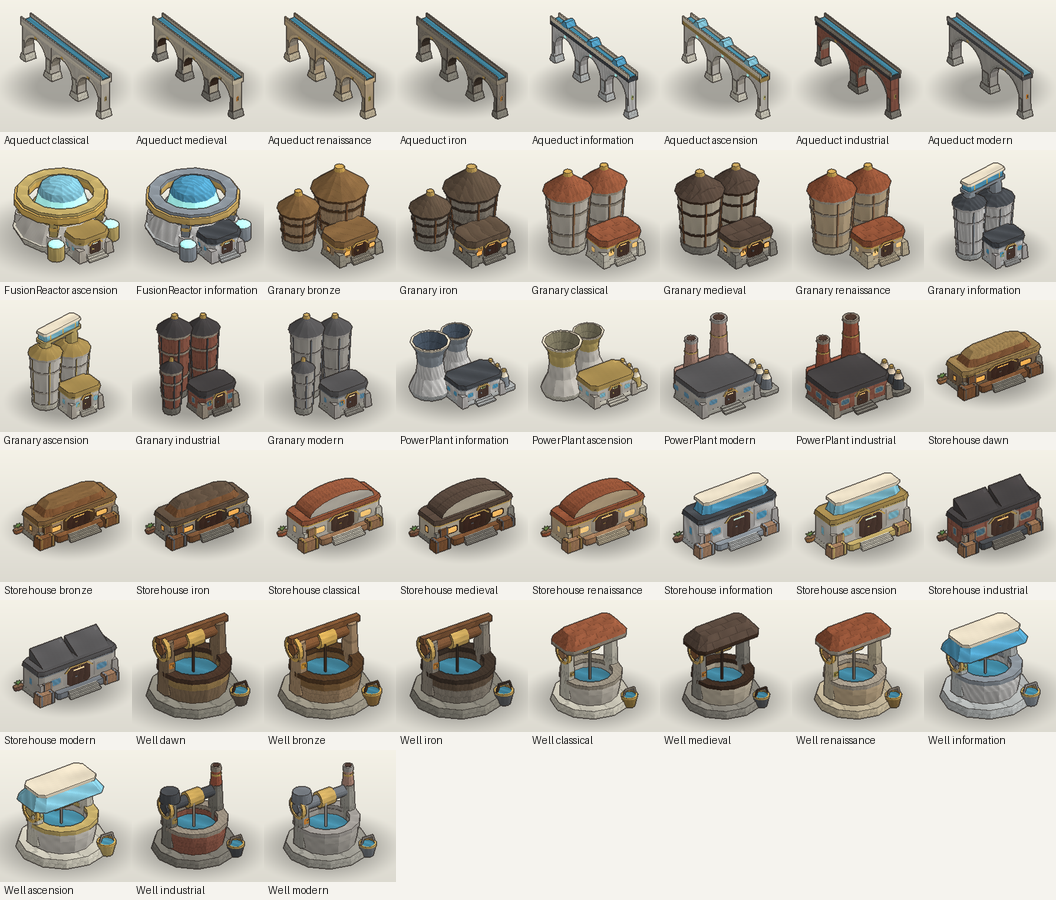 Aqueduct classical
Aqueduct medieval
Aqueduct renaissance
Aqueduct iron
Aqueduct information
Aqueduct ascension
Aqueduct industrial
Aqueduct modern
FusionReactor ascension
FusionReactor information
Granary bronze
Granary iron
Granary classical
Granary medieval
Granary renaissance
Granary information
Granary ascension
Granary industrial
Granary modern
PowerPlant information
PowerPlant ascension
PowerPlant modern
PowerPlant industrial
Storehouse dawn
Storehouse bronze
Storehouse iron
Storehouse classical
Storehouse medieval
Storehouse renaissance
Storehouse information
Storehouse ascension
Storehouse industrial
Storehouse modern
Well dawn
Well bronze
Well iron
Well classical
Well medieval
Well renaissance
Well information
Well ascension
Well industrial
Well modern